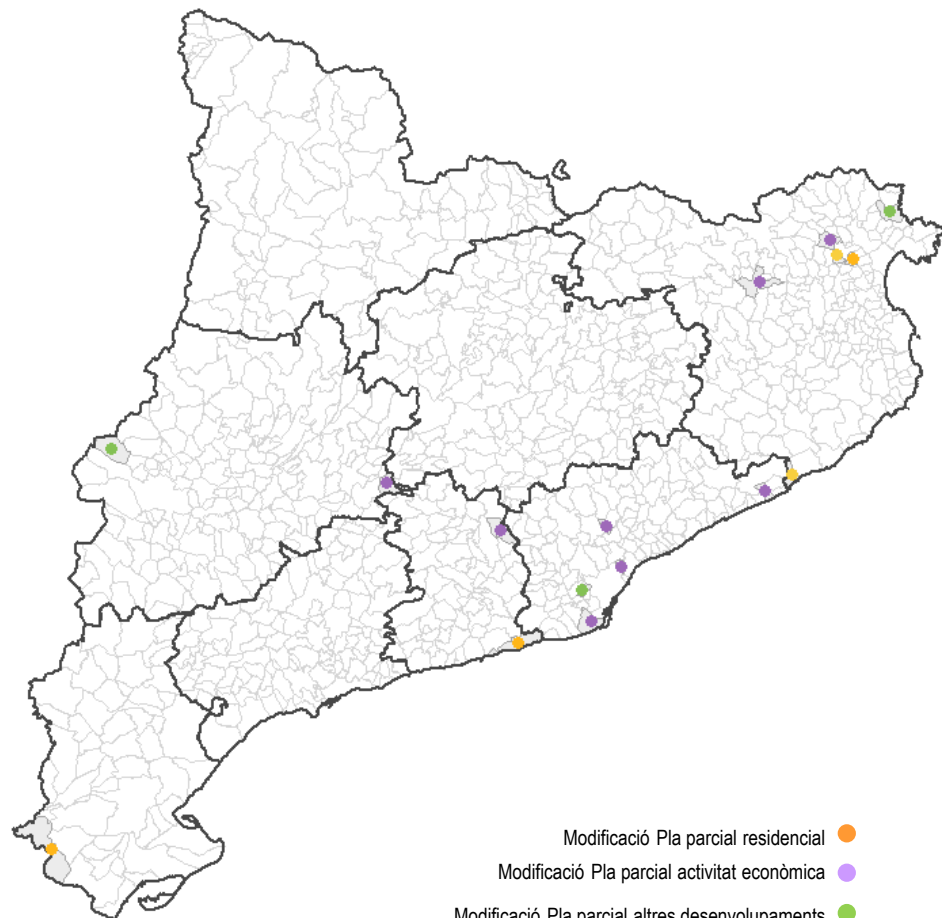 Modificació Pla parcial residencial
Modificació Pla parcial activitat econòmica
Modificació Pla parcial altres desenvolupaments